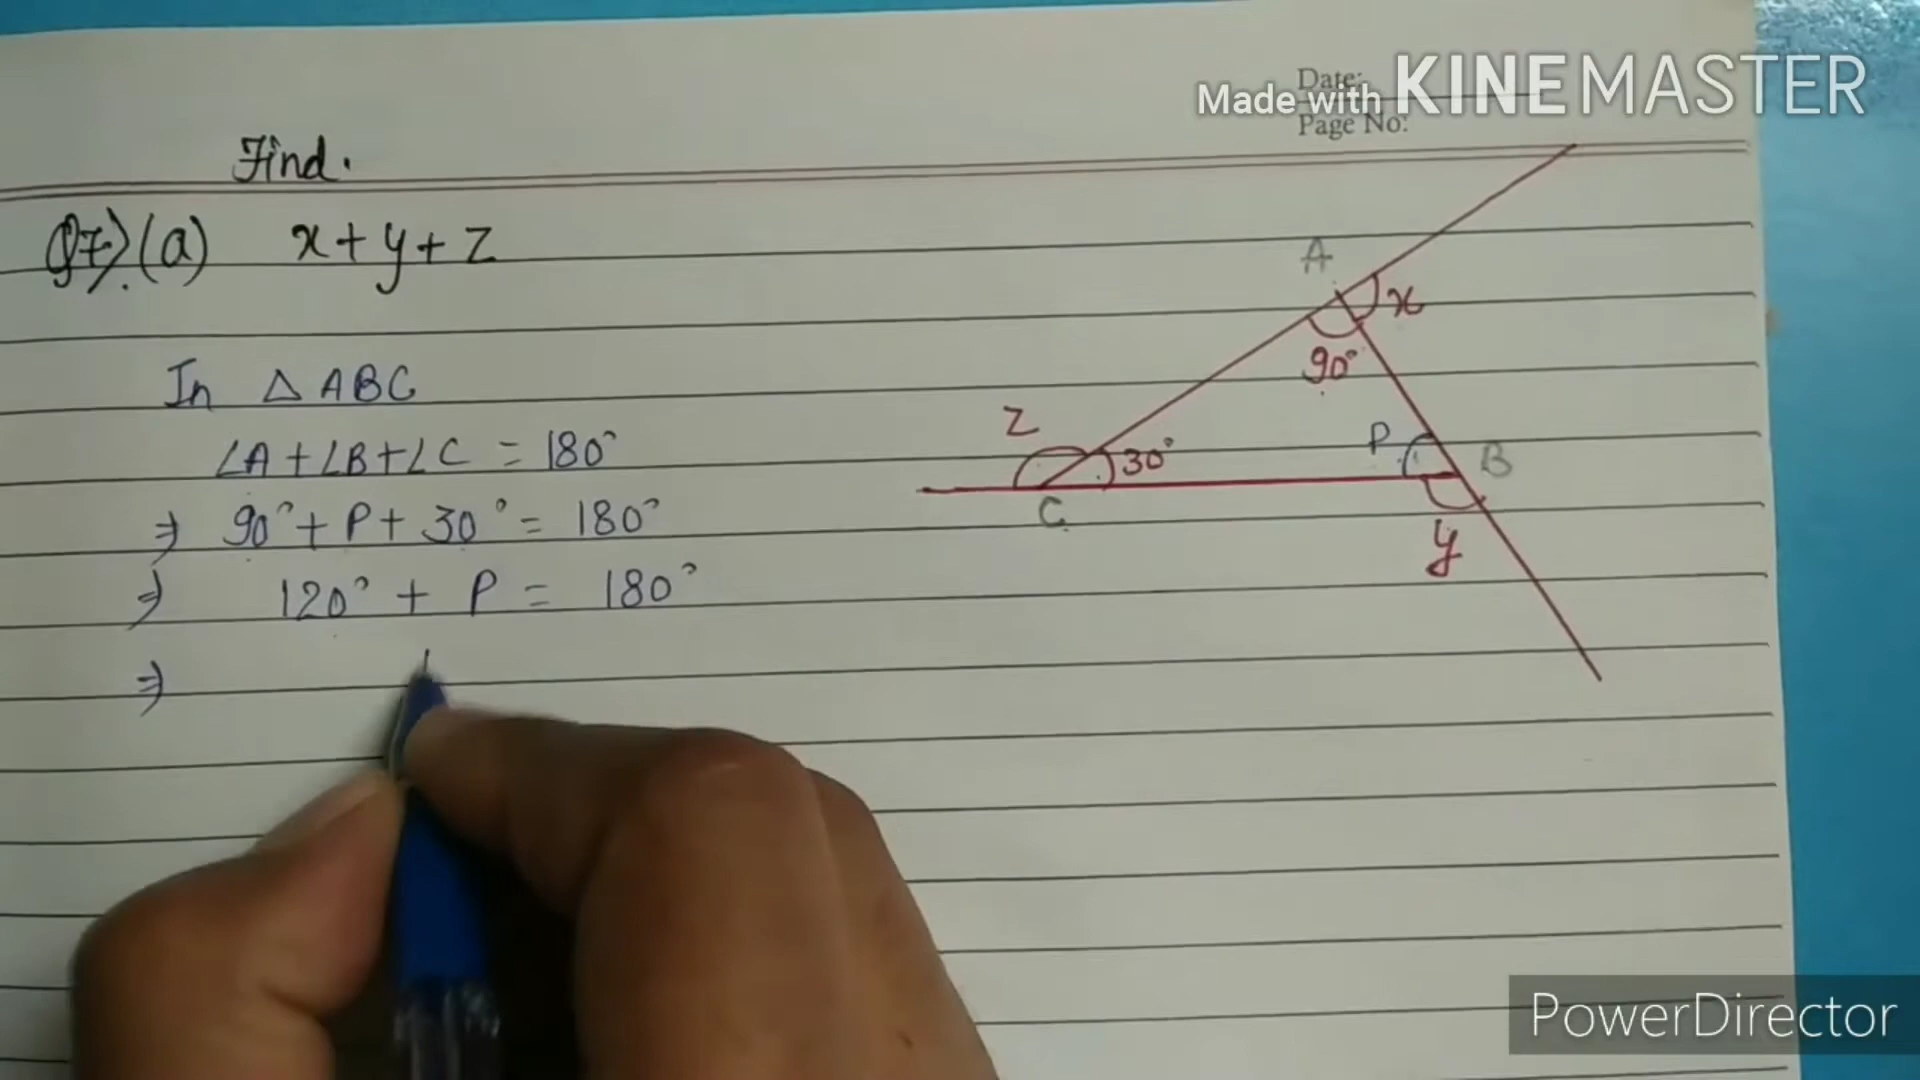 Date:
Made with KINEMASTER
Page No:
Find.
Q7>. (a) x + y + z
In △ ABC
∠A + ∠B + ∠C = 180°
⇒ 90° + P + 30° = 180°
⇒ 120° + P = 180°
⇒
A
x
90°
z
30°
P
B
C
y
PowerDirector